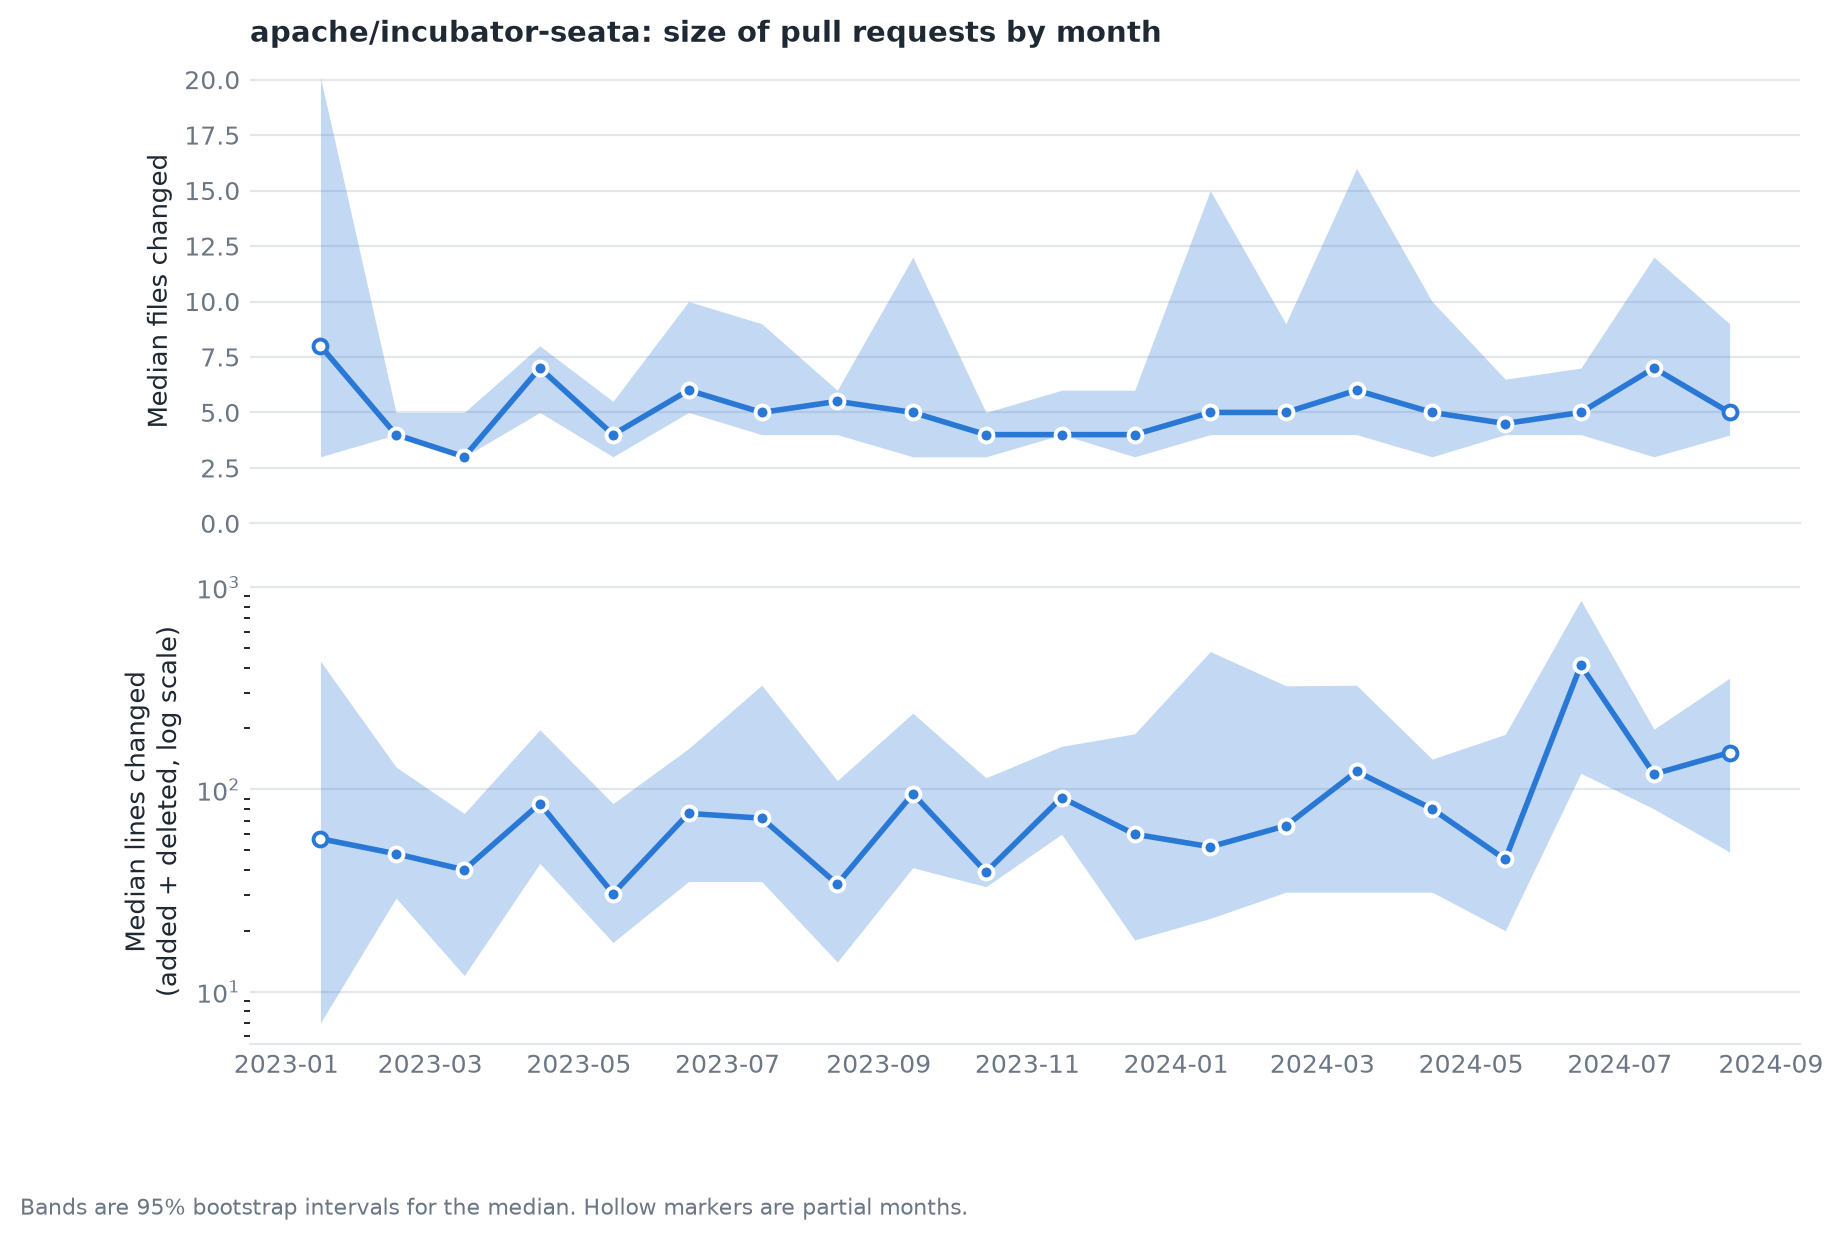 apache/incubator-seata: size of pull requests by month
Median files changed
20.0
17.5
15.0
12.5
10.0
7.5
5.0
2.5
0.0
Median lines changed
(added + deleted, log scale)
10³
10²
10¹
2023-01 2023-03 2023-05 2023-07 2023-09 2023-11 2024-01 2024-03 2024-05 2024-07 2024-09
Bands are 95% bootstrap intervals for the median. Hollow markers are partial months.